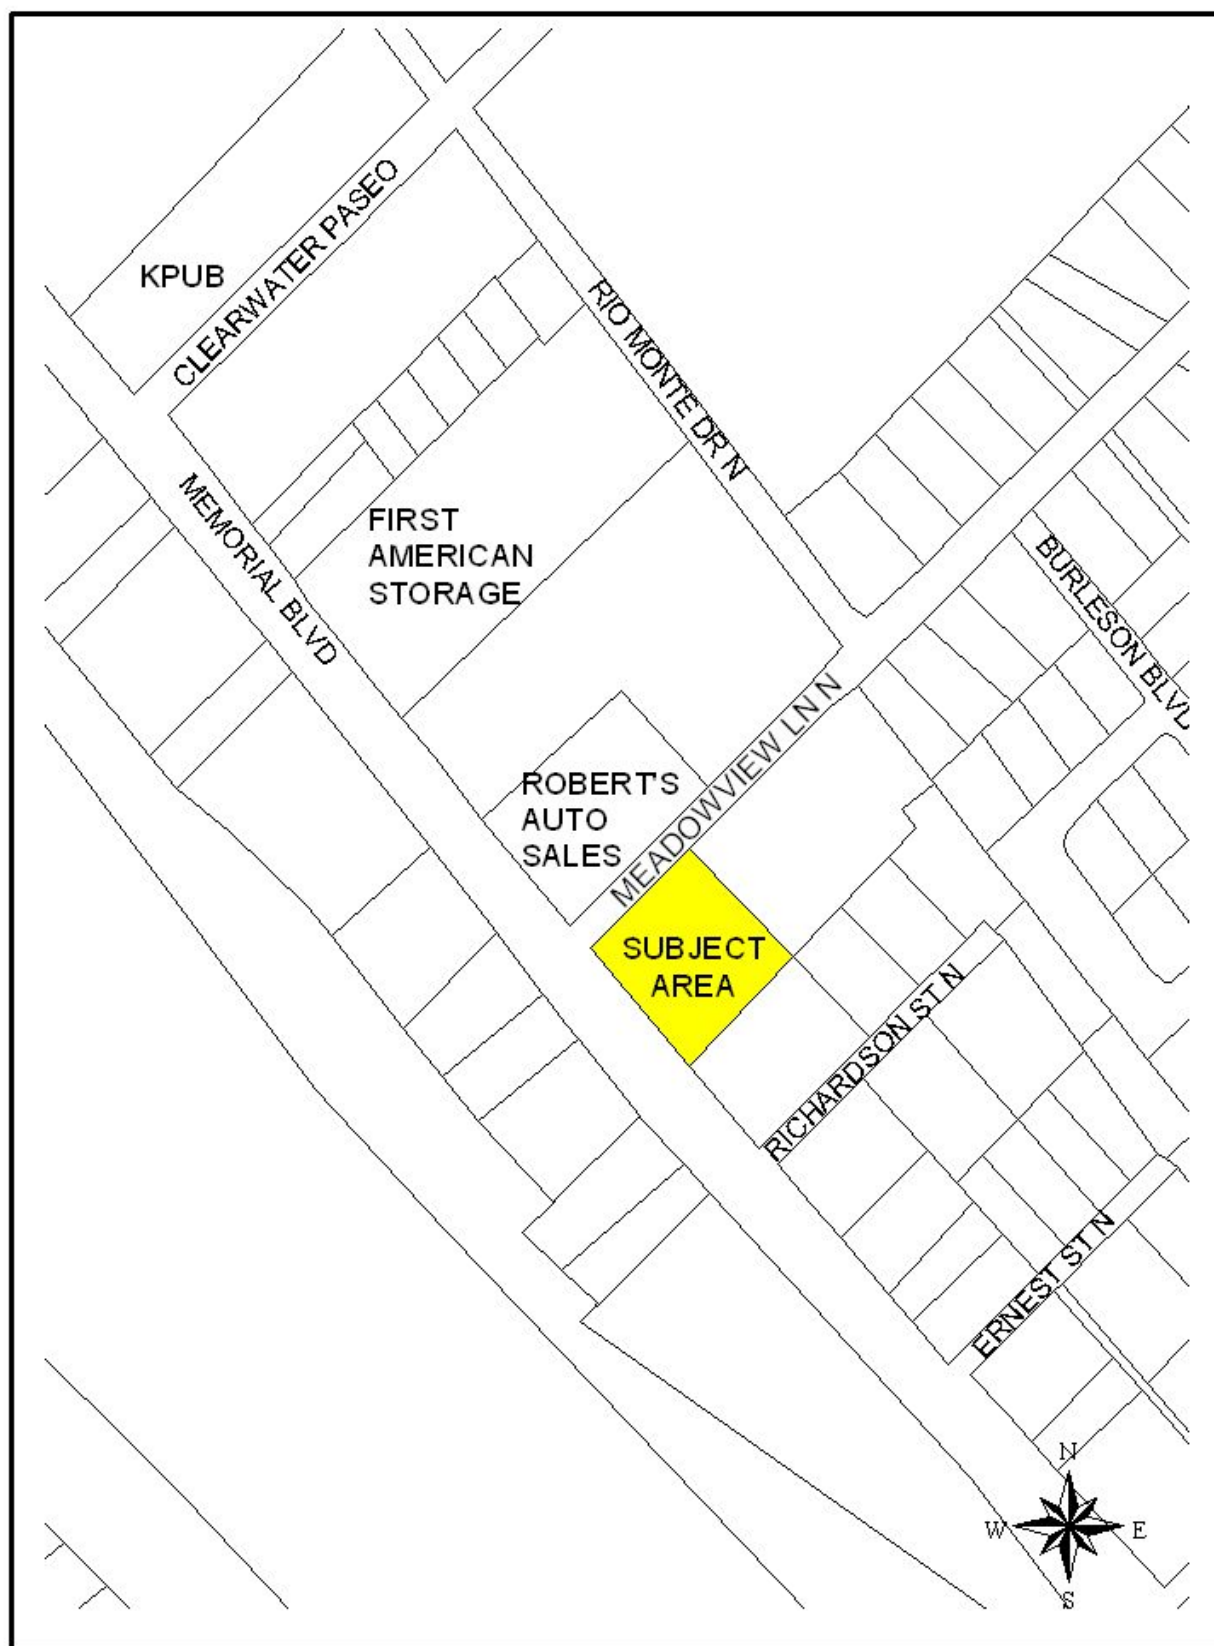 KPUB
CLEARWATER PASEO
RIO MONTE DR N
MEMORIAL BLVD
FIRST
AMERICAN
STORAGE
BURLESON BLVD
MEADOWVIEW LN N
ROBERT'S
AUTO
SALES
SUBJECT
AREA
RICHARDSON ST N
ERNEST ST N
N
W
E
S